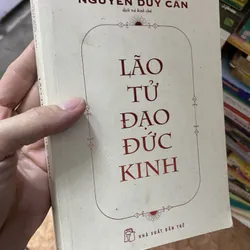 NGUYỄN DUY CẦN
dịch và bình chú
LÃO
TỬ
ĐẠO
ĐỨC
KINH
NHÀ XUẤT BẢN TRẺ